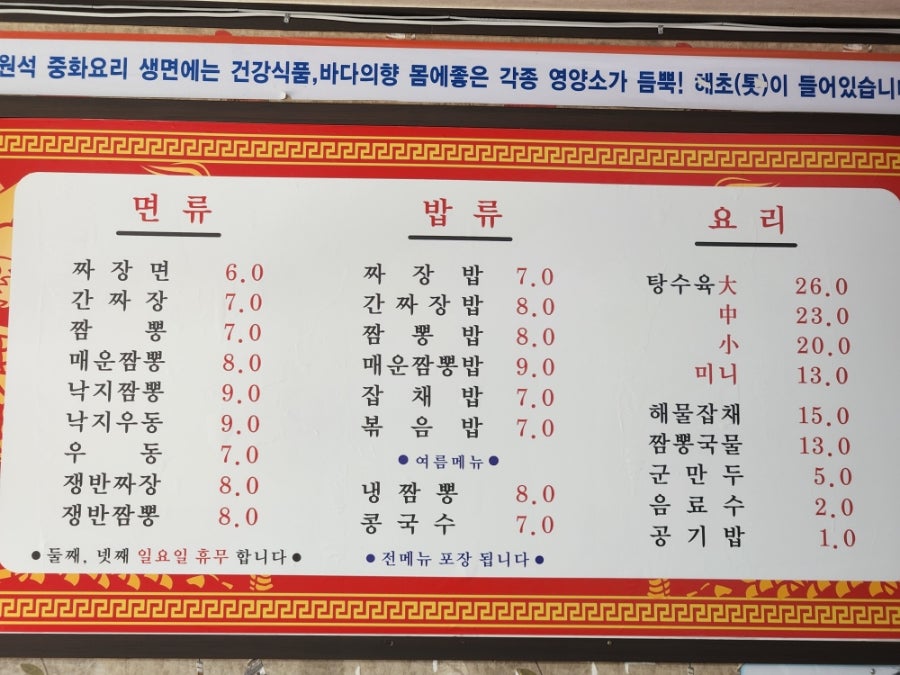 원석 중화요리 생면에는 건강식품,바다의향 몸에좋은 각종 영양소가 듬뿍! 해초(톳)이 들어있습니다
면 류
짜 장 면 6.0
간 짜 장 7.0
짬 뽕 7.0
매운짬뽕 8.0
낙지짬뽕 9.0
낙지우동 9.0
우 동 7.0
쟁반짜장 8.0
쟁반짬뽕 8.0
●둘째, 넷째 일요일 휴무 합니다●
밥 류
짜 장 밥 7.0
간 짜 장 밥 8.0
짬 뽕 밥 8.0
매운짬뽕밥 9.0
잡 채 밥 7.0
볶 음 밥 7.0
●여름메뉴●
냉 짬 뽕 8.0
콩 국 수 7.0
●전메뉴 포장 됩니다●
요 리
탕수육大 26.0
中 23.0
小 20.0
미니 13.0
해물잡채 15.0
짬뽕국물 13.0
군 만 두 5.0
음 료 수 2.0
공 기 밥 1.0